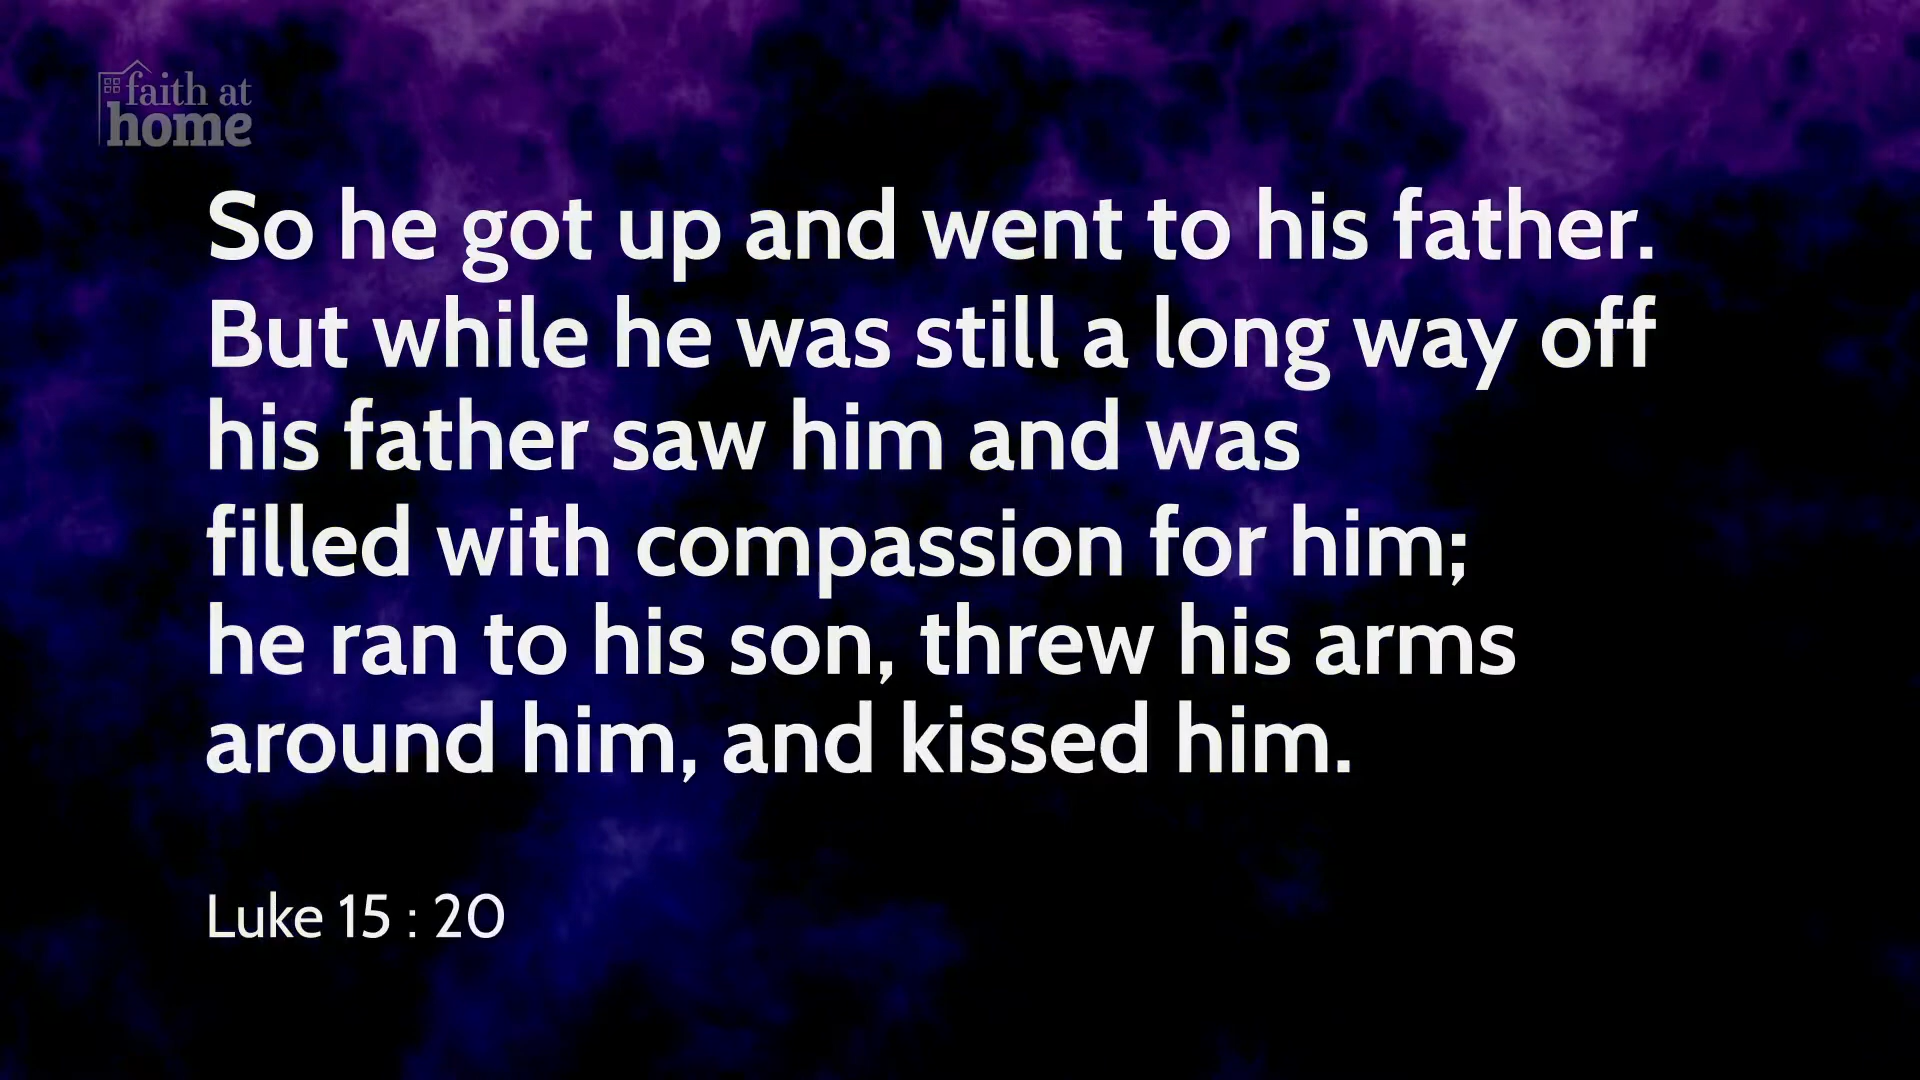 faith at
home
So he got up and went to his father.
But while he was still a long way off
his father saw him and was
filled with compassion for him;
he ran to his son, threw his arms
around him, and kissed him.
Luke 15 : 20